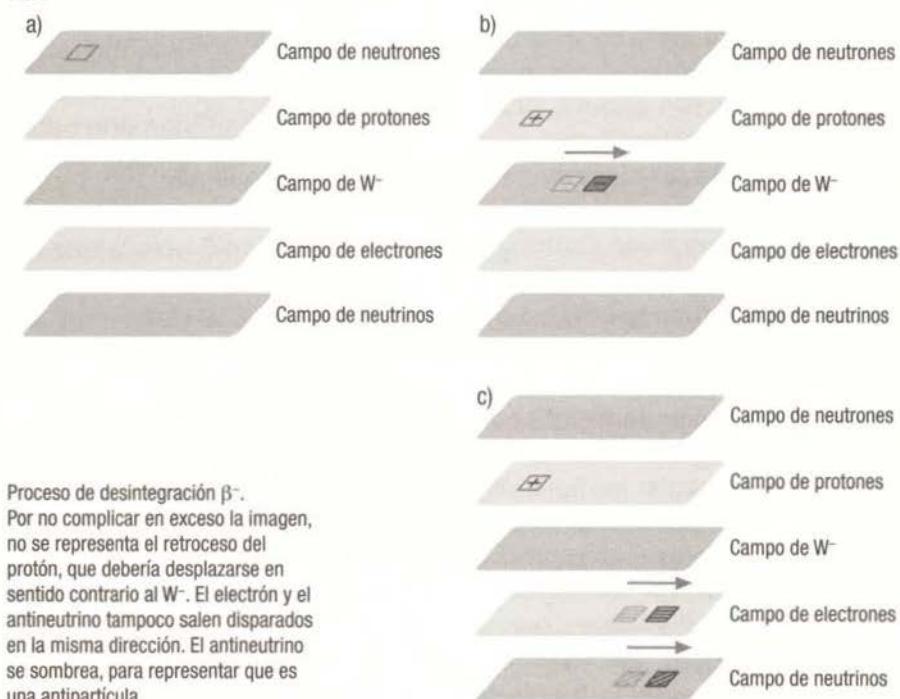 a)
Campo de neutrones
Campo de protones
Campo de W⁻
Campo de electrones
Campo de neutrinos
b)
Campo de neutrones
Campo de protones
Campo de W⁻
Campo de electrones
Campo de neutrinos
c)
Campo de neutrones
Campo de protones
Campo de W⁻
Campo de electrones
Campo de neutrinos
Proceso de desintegración β⁻.
Por no complicar en exceso la imagen,
no se representa el retroceso del
protón, que debería desplazarse en
sentido contrario al W⁻. El electrón y el
antineutrino tampoco salen disparados
en la misma dirección. El antineutrino
se sombrea, para representar que es
una antipartícula.